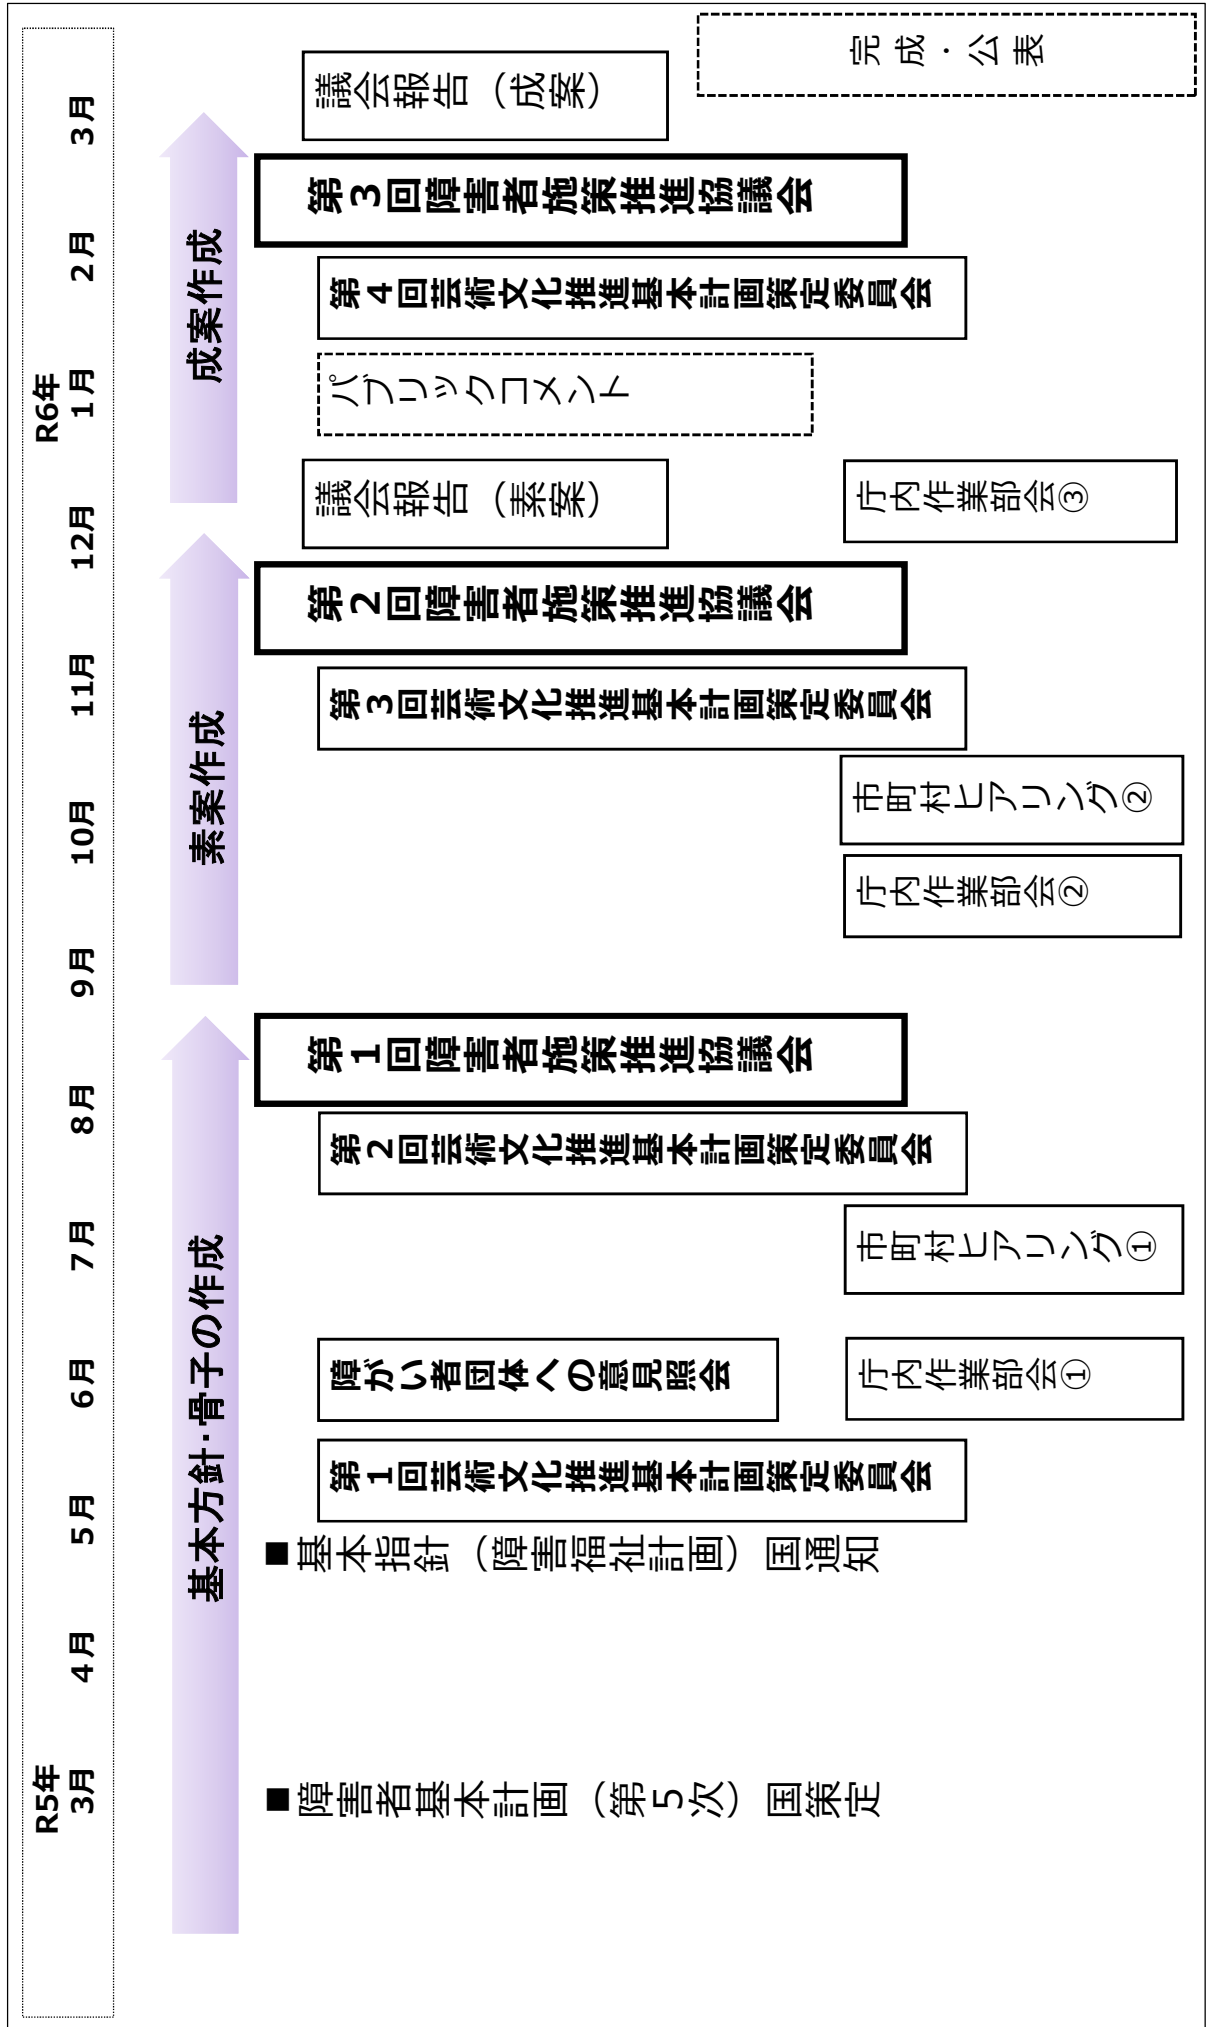 R5年
R6年
3月
4月
5月
6月
7月
8月
9月
10月
11月
12月
1月
2月
3月
基本方針・骨子の作成
素案作成
成案作成
■障害者基本計画（第５次）国策定
■基本指針（障害福祉計画）国通知
第１回芸術文化推進基本計画策定委員会
障がい者団体への意見照会
庁内作業部会①
市町村ヒアリング①
第２回芸術文化推進基本計画策定委員会
第１回障害者施策推進協議会
庁内作業部会②
市町村ヒアリング②
第３回芸術文化推進基本計画策定委員会
第２回障害者施策推進協議会
議会報告（素案）
庁内作業部会③
パブリックコメント
第４回芸術文化推進基本計画策定委員会
第３回障害者施策推進協議会
議会報告（成案）
完成・公表